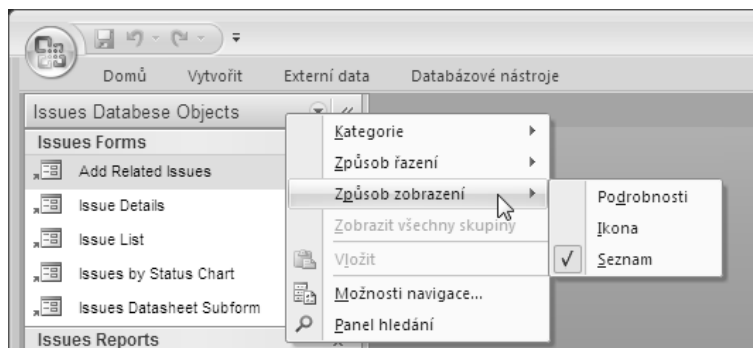 Domů Vytvořit Externí data Databázové nástroje
Issues Databese Objects
Issues Forms
Add Related Issues
Issue Details
Issue List
Issues by Status Chart
Issues Datasheet Subform
Issues Reports
Kategorie
Způsob řazení
Způsob zobrazení
Zobrazit všechny skupiny
Vložit
Možnosti navigace...
Panel hledání
Podrobnosti
Ikona
Seznam